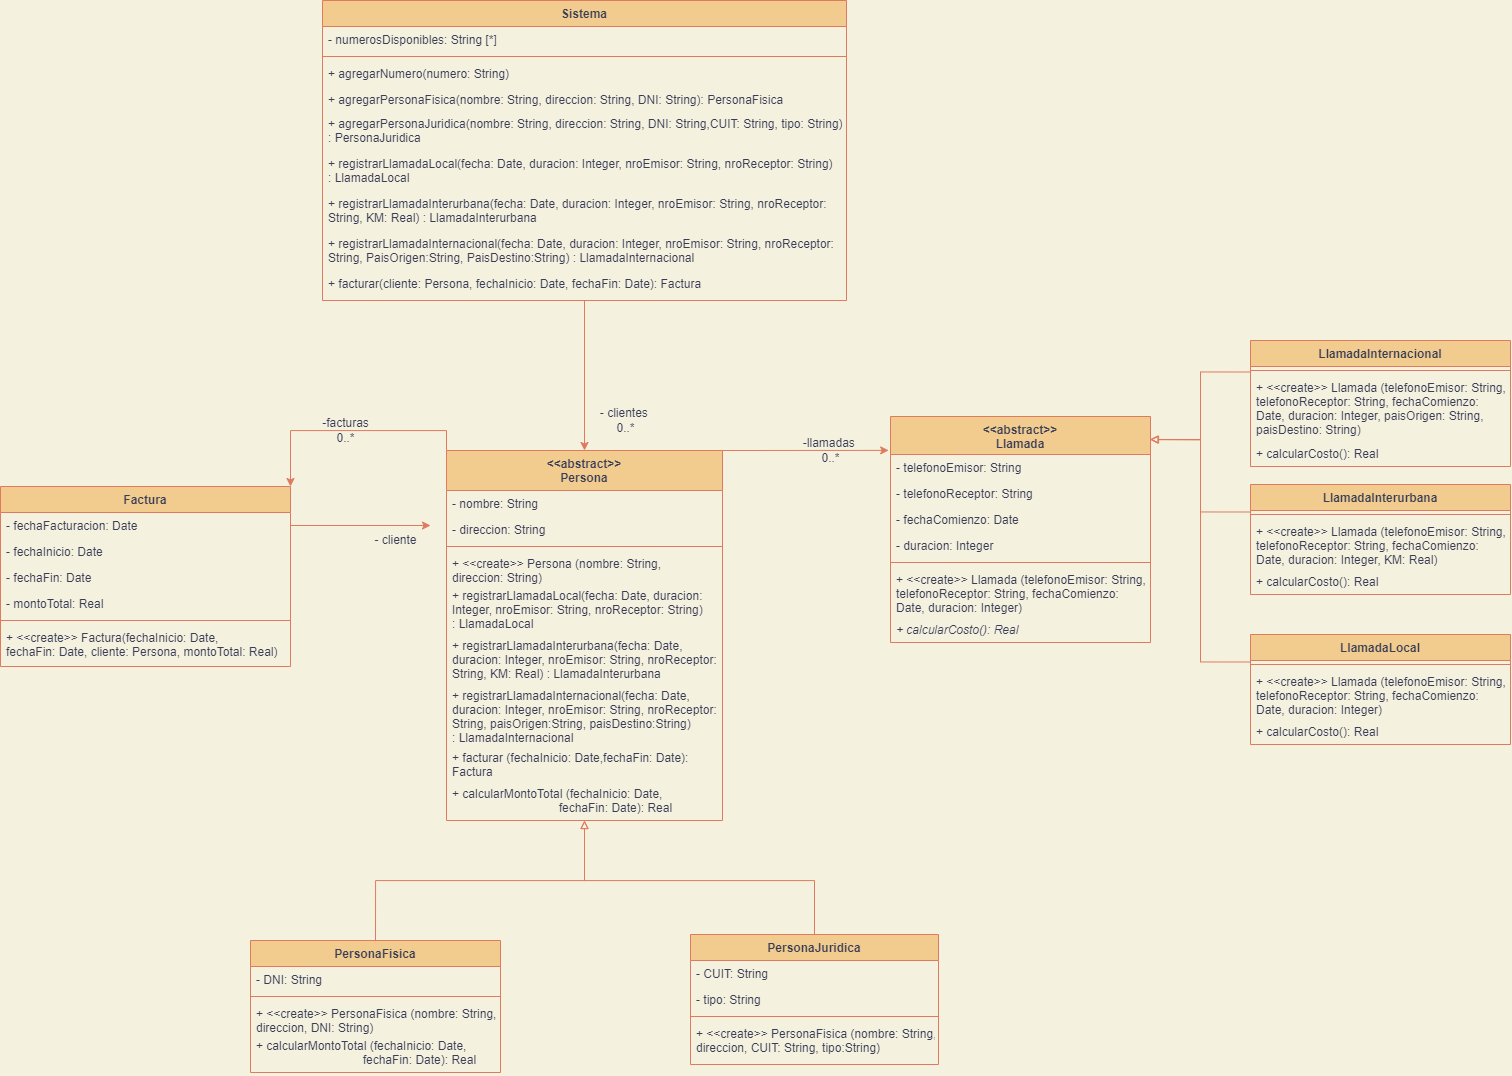 Sistema
- numerosDisponibles: String [*]
+ agregarNumero(numero: String)
+ agregarPersonaFisica(nombre: String, direccion: String, DNI: String): PersonaFisica
+ agregarPersonaJuridica(nombre: String, direccion: String, DNI: String,CUIT: String, tipo: String)
: PersonaJuridica
+ registrarLlamadaLocal(fecha: Date, duracion: Integer, nroEmisor: String, nroReceptor: String)
: LlamadaLocal
+ registrarLlamadaInterurbana(fecha: Date, duracion: Integer, nroEmisor: String, nroReceptor:
String, KM: Real) : LlamadaInterurbana
+ registrarLlamadaInternacional(fecha: Date, duracion: Integer, nroEmisor: String, nroReceptor:
String, PaisOrigen:String, PaisDestino:String) : LlamadaInternacional
+ facturar(cliente: Persona, fechaInicio: Date, fechaFin: Date): Factura
- clientes
0..*
-facturas
0..*
-llamadas
0..*
- cliente
Factura
- fechaFacturacion: Date
- fechaInicio: Date
- fechaFin: Date
- montoTotal: Real
+ <<create>> Factura(fechaInicio: Date,
fechaFin: Date, cliente: Persona, montoTotal: Real)
<<abstract>>
Persona
- nombre: String
- direccion: String
+ <<create>> Persona (nombre: String,
direccion: String)
+ registrarLlamadaLocal(fecha: Date, duracion:
Integer, nroEmisor: String, nroReceptor: String)
: LlamadaLocal
+ registrarLlamadaInterurbana(fecha: Date,
duracion: Integer, nroEmisor: String, nroReceptor:
String, KM: Real) : LlamadaInterurbana
+ registrarLlamadaInternacional(fecha: Date,
duracion: Integer, nroEmisor: String, nroReceptor:
String, paisOrigen:String, paisDestino:String)
: LlamadaInternacional
+ facturar (fechaInicio: Date,fechaFin: Date):
Factura
+ calcularMontoTotal (fechaInicio: Date,
fechaFin: Date): Real
<<abstract>>
Llamada
- telefonoEmisor: String
- telefonoReceptor: String
- fechaComienzo: Date
- duracion: Integer
+ <<create>> Llamada (telefonoEmisor: String,
telefonoReceptor: String, fechaComienzo:
Date, duracion: Integer)
+ calcularCosto(): Real
LlamadaInternacional
+ <<create>> Llamada (telefonoEmisor: String,
telefonoReceptor: String, fechaComienzo:
Date, duracion: Integer, paisOrigen: String,
paisDestino: String)
+ calcularCosto(): Real
LlamadaInterurbana
+ <<create>> Llamada (telefonoEmisor: String,
telefonoReceptor: String, fechaComienzo:
Date, duracion: Integer, KM: Real)
+ calcularCosto(): Real
LlamadaLocal
+ <<create>> Llamada (telefonoEmisor: String,
telefonoReceptor: String, fechaComienzo:
Date, duracion: Integer)
+ calcularCosto(): Real
PersonaFisica
- DNI: String
+ <<create>> PersonaFisica (nombre: String,
direccion, DNI: String)
+ calcularMontoTotal (fechaInicio: Date,
fechaFin: Date): Real
PersonaJuridica
- CUIT: String
- tipo: String
+ <<create>> PersonaFisica (nombre: String,
direccion, CUIT: String, tipo:String)